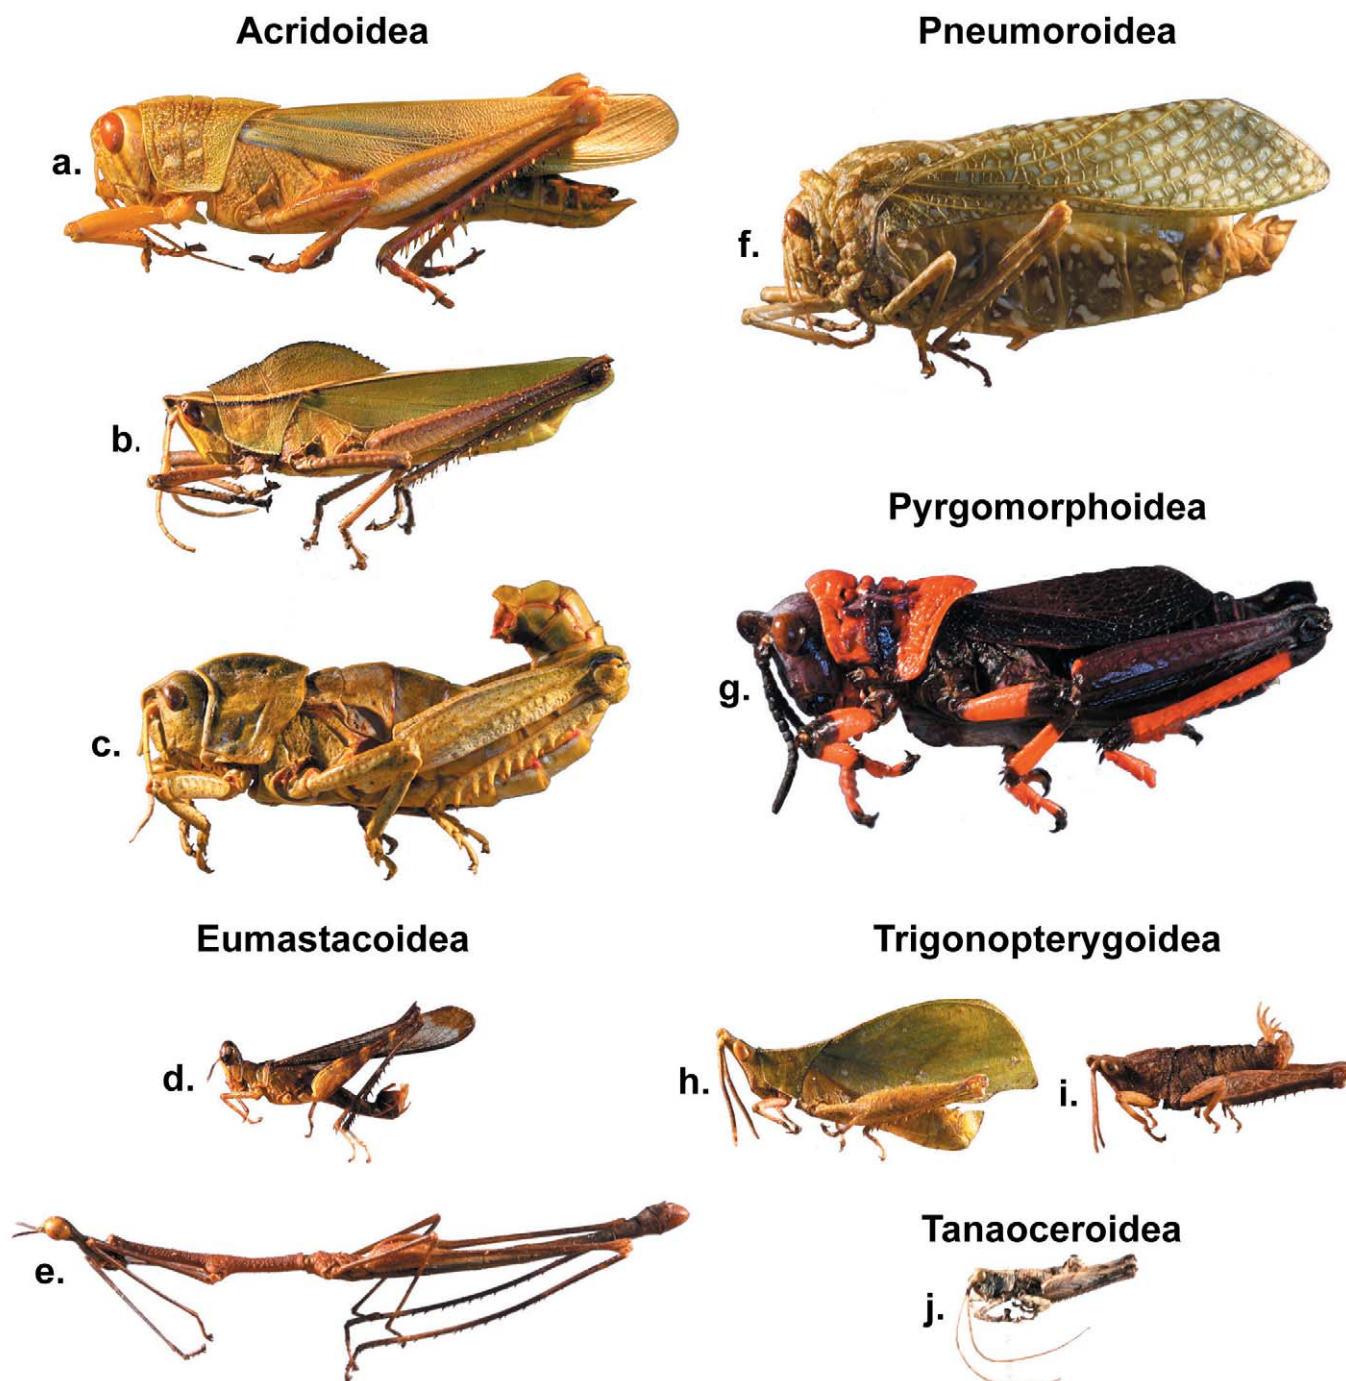 Acridoidea
a.
b.
c.
Eumastacoidea
d.
e.
Pneumoroidea
f.
Pyrgomorphoidea
g.
Trigonopterygoidea
h.
i.
Tanaoceroidea
j.